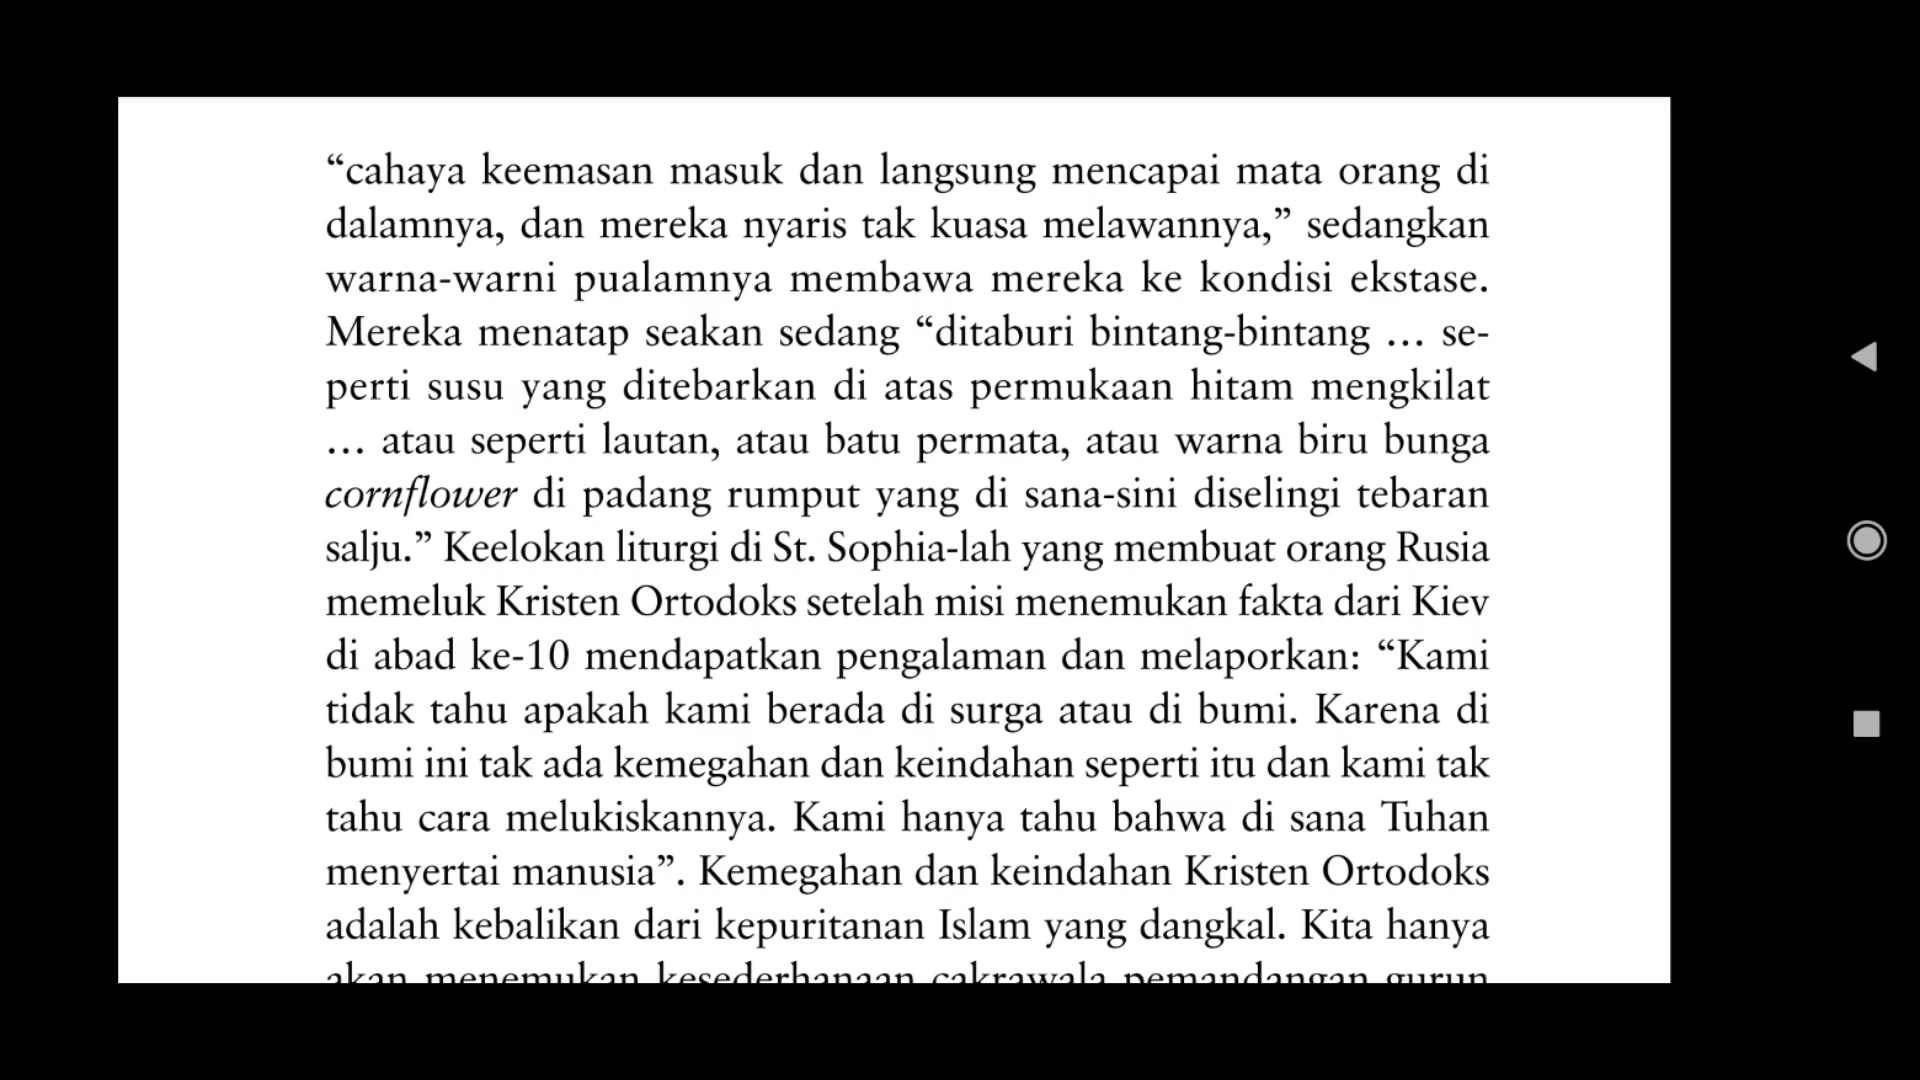 “cahaya keemasan masuk dan langsung mencapai mata orang di
dalamnya, dan mereka nyaris tak kuasa melawannya,” sedangkan
warna-warni pualamnya membawa mereka ke kondisi ekstase.
Mereka menatap seakan sedang “ditaburi bintang-bintang … se-
perti susu yang ditebarkan di atas permukaan hitam mengkilat
… atau seperti lautan, atau batu permata, atau warna biru bunga
cornflower di padang rumput yang di sana-sini diselingi tebaran
salju.” Keelokan liturgi di St. Sophia-lah yang membuat orang Rusia
memeluk Kristen Ortodoks setelah misi menemukan fakta dari Kiev
di abad ke-10 mendapatkan pengalaman dan melaporkan: “Kami
tidak tahu apakah kami berada di surga atau di bumi. Karena di
bumi ini tak ada kemegahan dan keindahan seperti itu dan kami tak
tahu cara melukiskannya. Kami hanya tahu bahwa di sana Tuhan
menyertai manusia”. Kemegahan dan keindahan Kristen Ortodoks
adalah kebalikan dari kepuritanan Islam yang dangkal. Kita hanya
akan menemukan kesederhanaan cakrawala pemandangan gurun